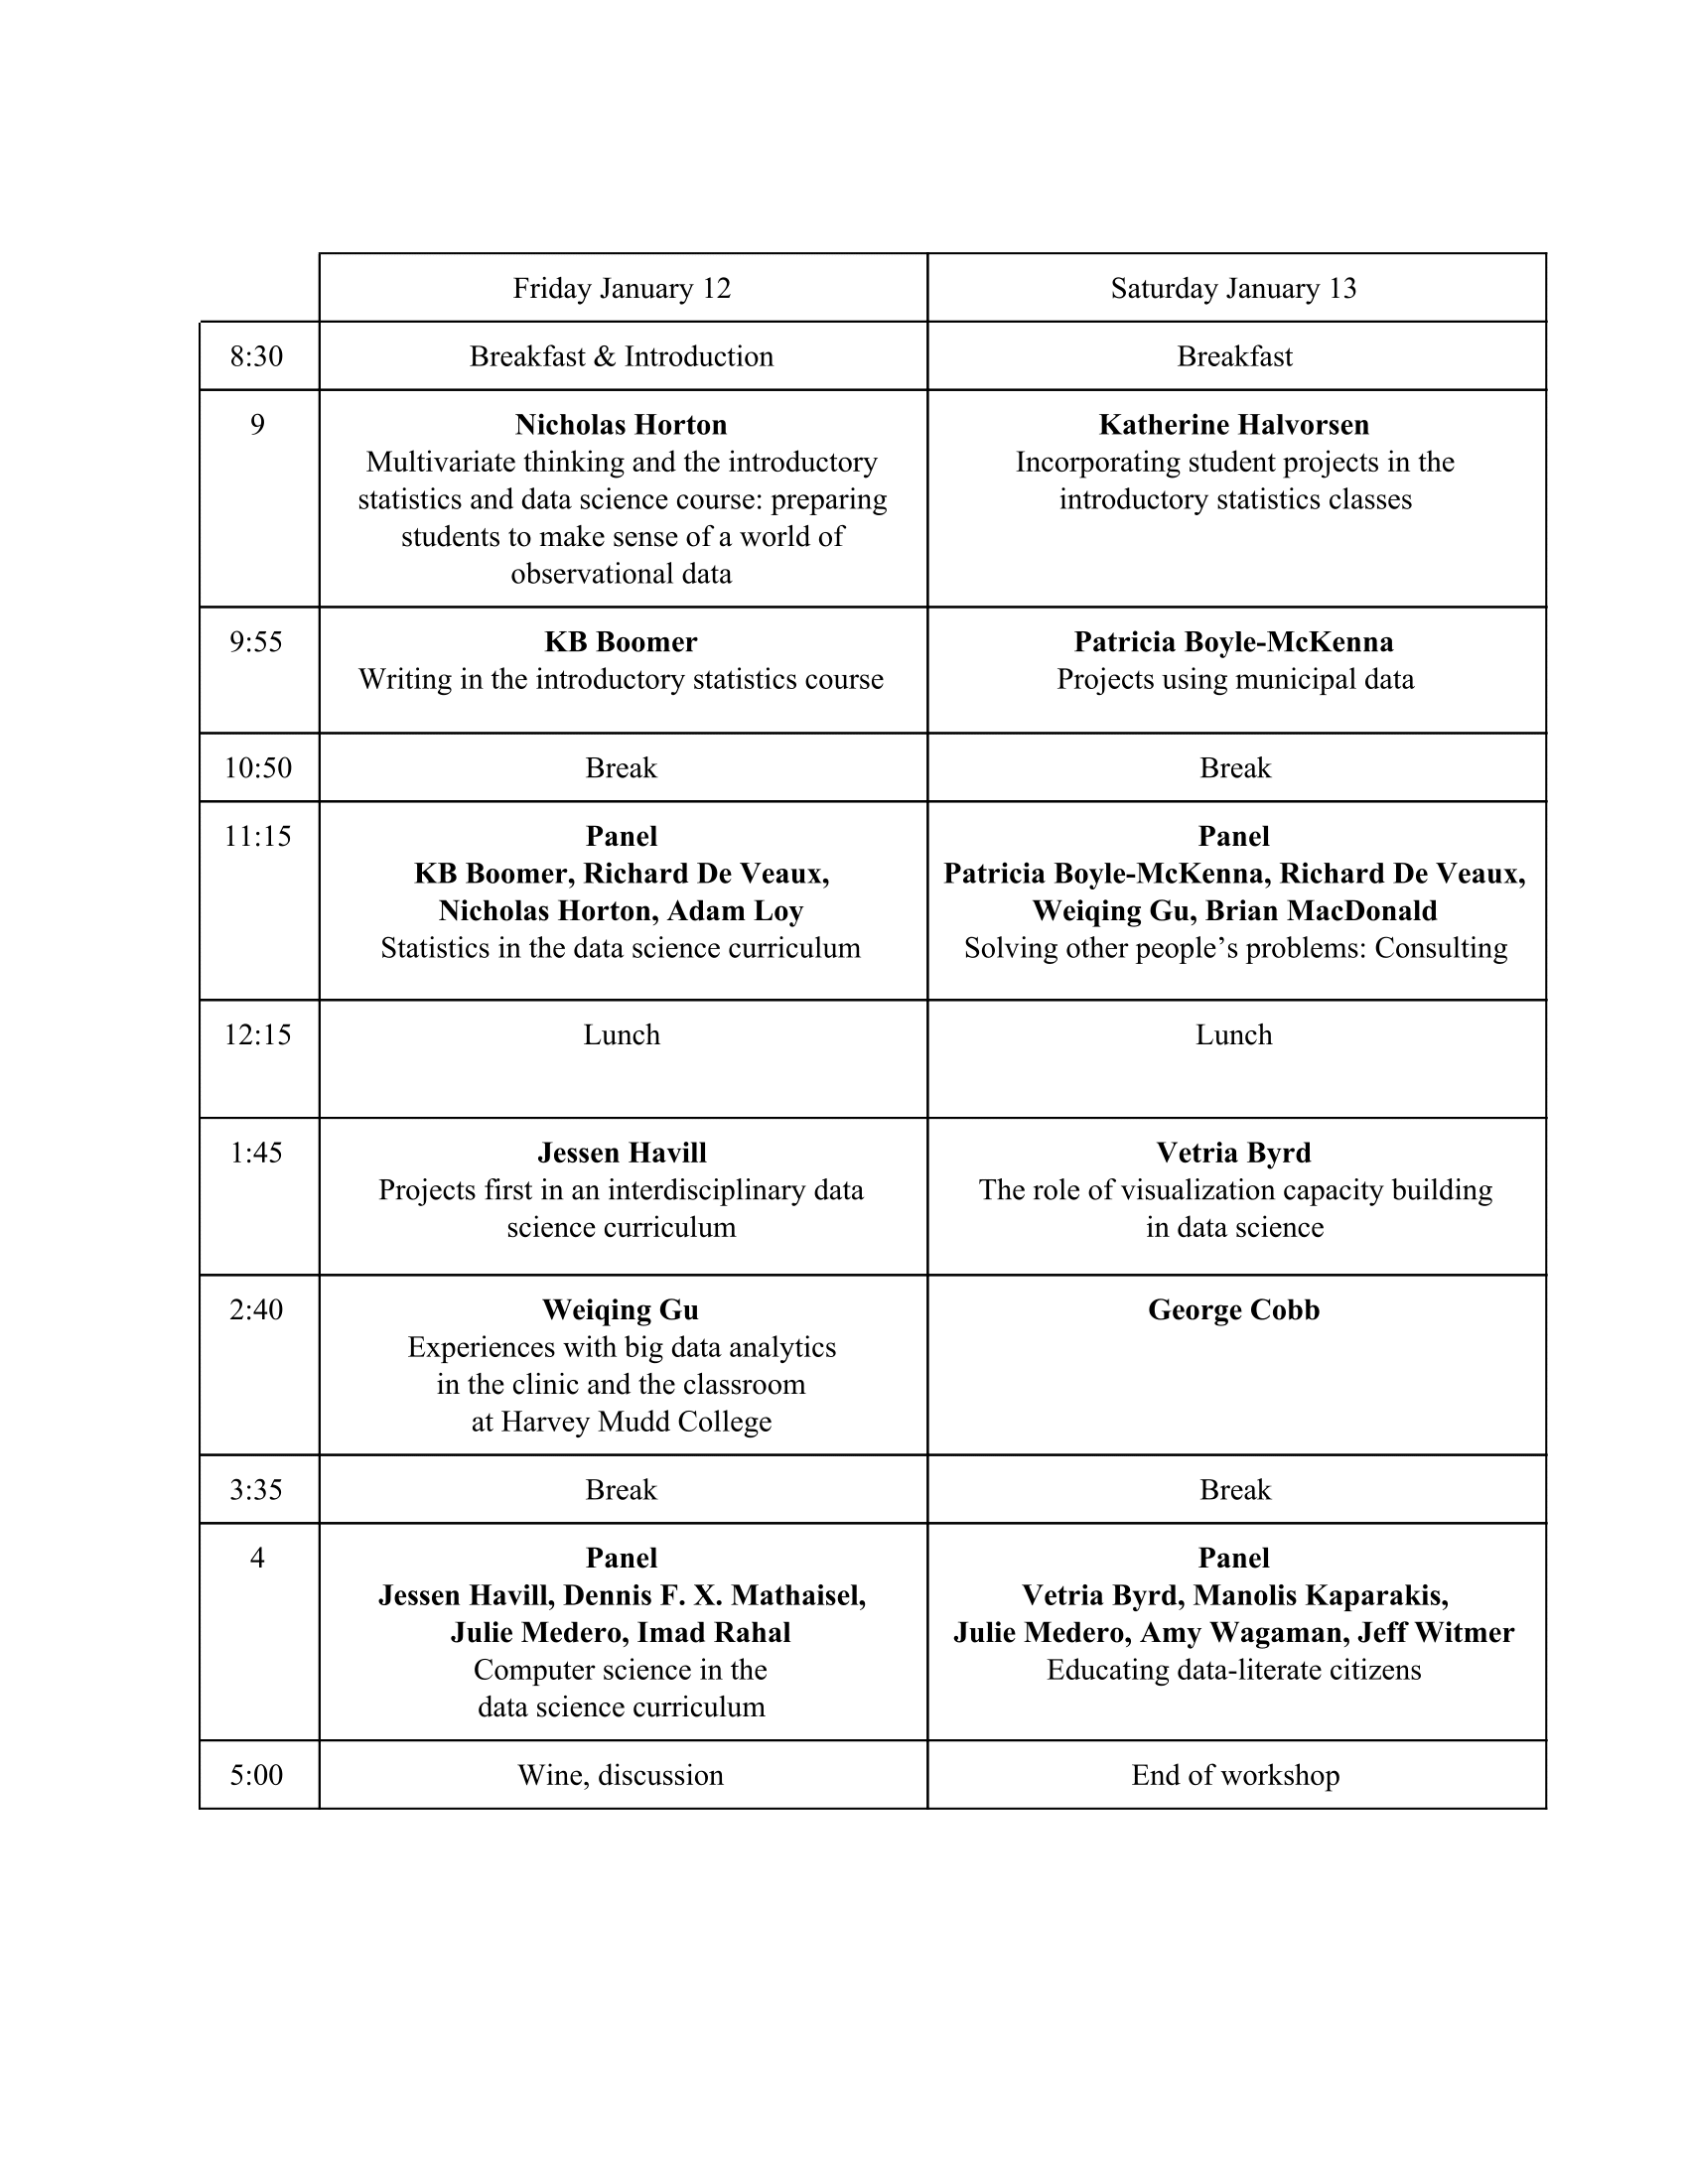 Friday January 12
Saturday January 13
8:30
Breakfast & Introduction
Breakfast
9
Nicholas Horton
Multivariate thinking and the introductory
statistics and data science course: preparing
students to make sense of a world of
observational data
Katherine Halvorsen
Incorporating student projects in the
introductory statistics classes
9:55
KB Boomer
Writing in the introductory statistics course
Patricia Boyle-McKenna
Projects using municipal data
10:50
Break
Break
11:15
Panel
KB Boomer, Richard De Veaux,
Nicholas Horton, Adam Loy
Statistics in the data science curriculum
Panel
Patricia Boyle-McKenna, Richard De Veaux,
Weiqing Gu, Brian MacDonald
Solving other people’s problems: Consulting
12:15
Lunch
Lunch
1:45
Jessen Havill
Projects first in an interdisciplinary data
science curriculum
Vetria Byrd
The role of visualization capacity building
in data science
2:40
Weiqing Gu
Experiences with big data analytics
in the clinic and the classroom
at Harvey Mudd College
George Cobb
3:35
Break
Break
4
Panel
Jessen Havill, Dennis F. X. Mathaisel,
Julie Medero, Imad Rahal
Computer science in the
data science curriculum
Panel
Vetria Byrd, Manolis Kaparakis,
Julie Medero, Amy Wagaman, Jeff Witmer
Educating data-literate citizens
5:00
Wine, discussion
End of workshop